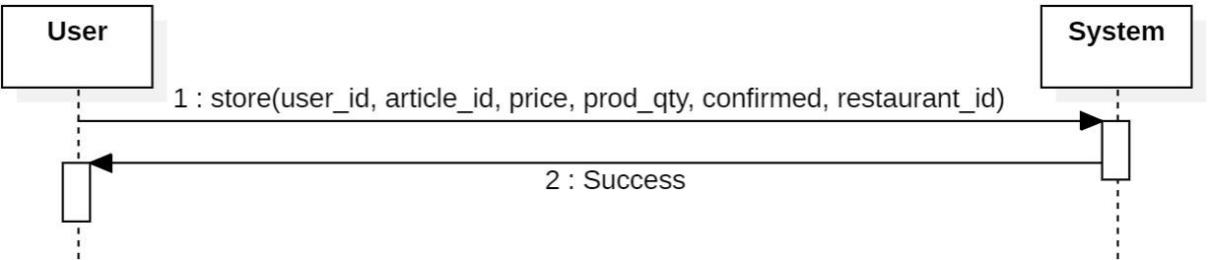 User
System
1 : store(user_id, article_id, price, prod_qty, confirmed, restaurant_id)
2 : Success